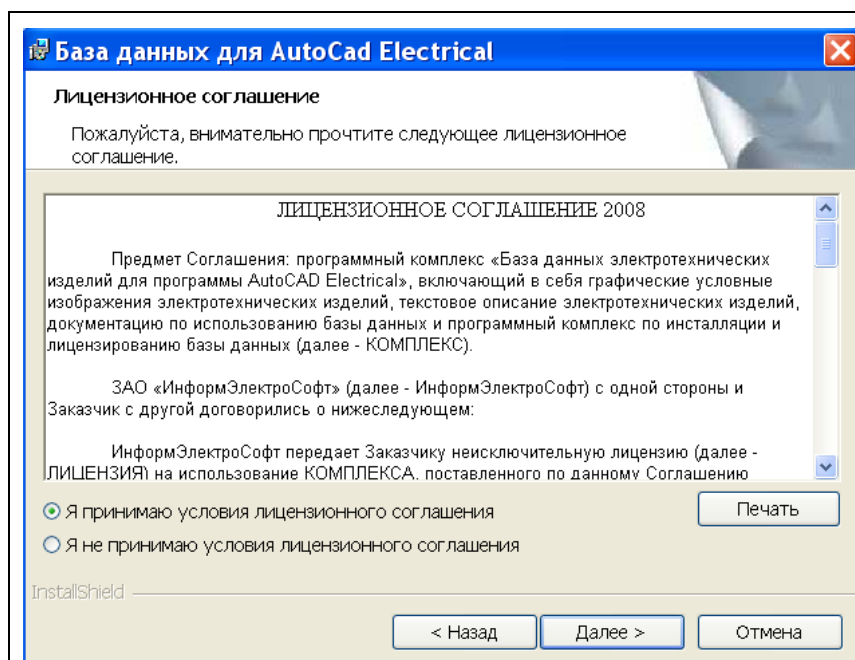 База данных для AutoCad Electrical
Лицензионное соглашение
Пожалуйста, внимательно прочтите следующее лицензионное
соглашение.
ЛИЦЕНЗИОННОЕ СОГЛАШЕНИЕ 2008
Предмет Соглашения: программный комплекс «База данных электротехнических
изделий для программы AutoCAD Electrical», включающий в себя графические условные
изображения электротехнических изделий, текстовое описание электротехнических изделий,
документацию по использованию базы данных и программный комплекс по инсталляции и
лицензированию базы данных (далее - КОМПЛЕКС).
ЗАО «ИнформЭлектроСофт» (далее - ИнформЭлектроСофт) с одной стороны и
Заказчик с другой договорились о нижеследующем:
ИнформЭлектроСофт передает Заказчику неисключительную лицензию (далее -
ЛИЦЕНЗИЯ) на использование КОМПЛЕКСА, поставленного по данному Соглашению
Я принимаю условия лицензионного соглашения
Печать
Я не принимаю условия лицензионного соглашения
InstallShield
< Назад
Далее >
Отмена